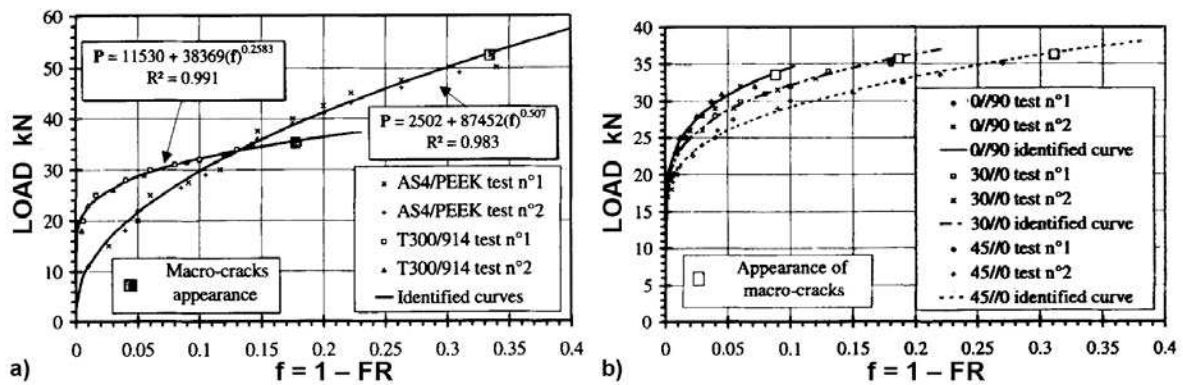 60
50
40
30
20
10
0
LOAD kN
P = 11530 + 38369(f)^0.2583
R² = 0.991
P = 2502 + 87452(f)^0.507
R² = 0.983
AS4/PEEK test n°1
AS4/PEEK test n°2
T300/914 test n°1
T300/914 test n°2
Identified curves
Macro-cracks
appearance
0 0.05 0.1 0.15 0.2 0.25 0.3 0.35 0.4
a) f = 1 – FR
40
35
30
25
20
15
10
5
0
LOAD kN
0//90 test n°1
0//90 test n°2
0//90 identified curve
30//0 test n°1
30//0 test n°2
30//0 identified curve
45//0 test n°1
45//0 test n°2
45//0 identified curve
Appearance of
macro-cracks
0 0.05 0.1 0.15 0.2 0.25 0.3 0.35 0.4
b) f = 1 – FR